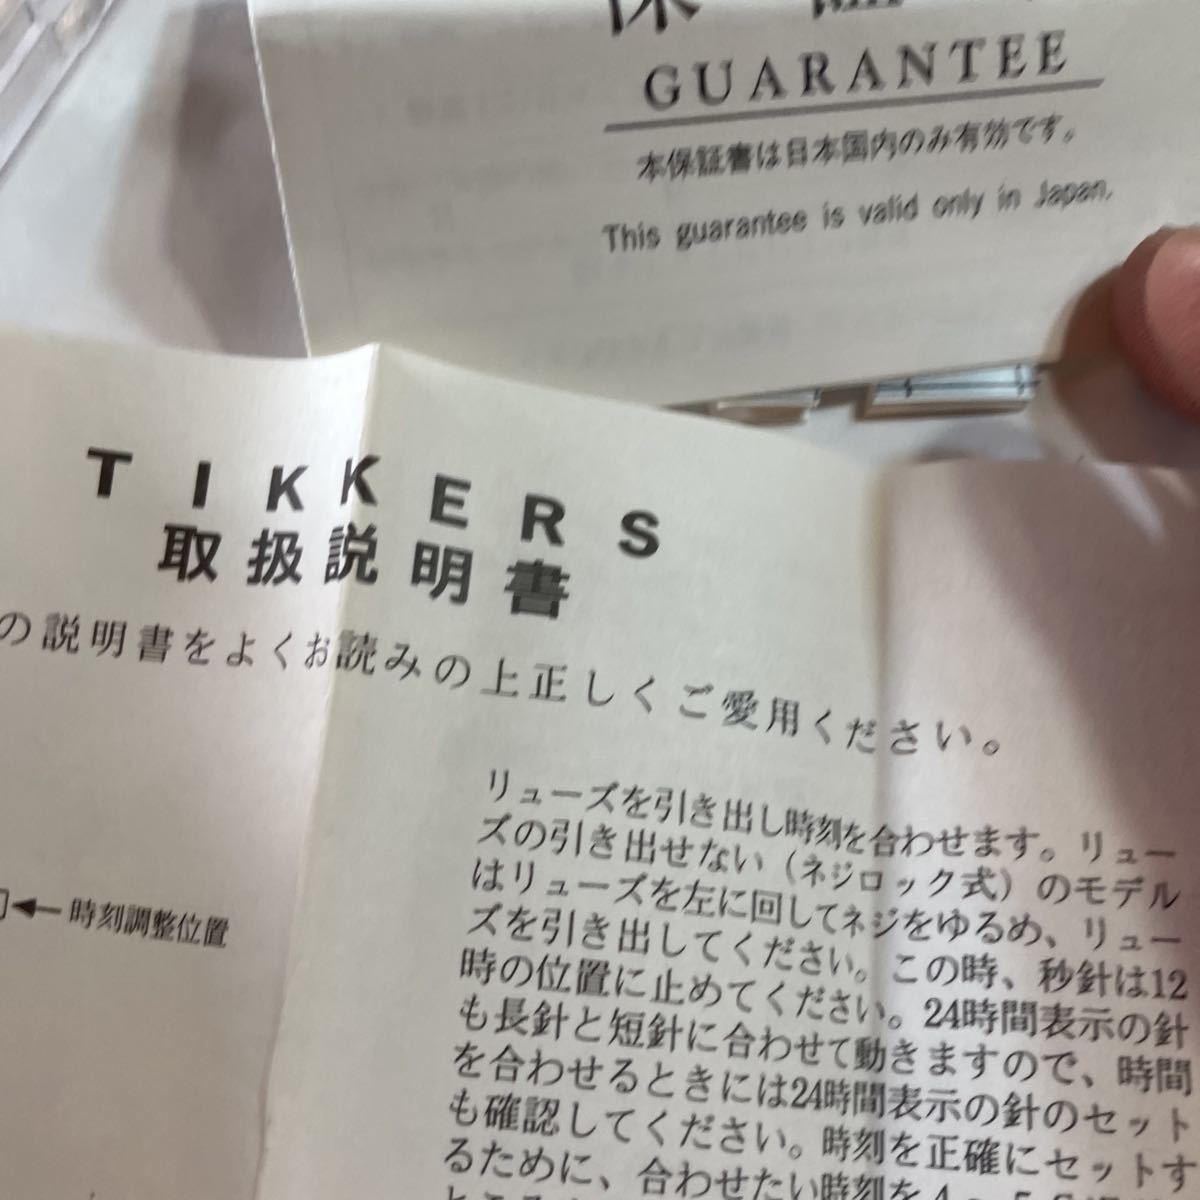 GUARANTEE
本保証書は日本国内のみ有効です。
This guarantee is valid only in Japan.
TIKKERS
取扱説明書
の説明書をよくお読みの上正しくご愛用ください。
時刻調整位置
リューズを引き出し時刻を合わせます。リュー
ズの引き出せない(ネジロック式)のモデル
はリューズを左に回してネジをゆるめ、リュー
ズを引き出してください。この時、秒針は12
時の位置に止めてください。24時間表示の針
も長針と短針に合わせて動きますので、時間
を合わせるときには24時間表示の針のセット
も確認してください。時刻を正確にセットす
るために、合わせたい時刻を4